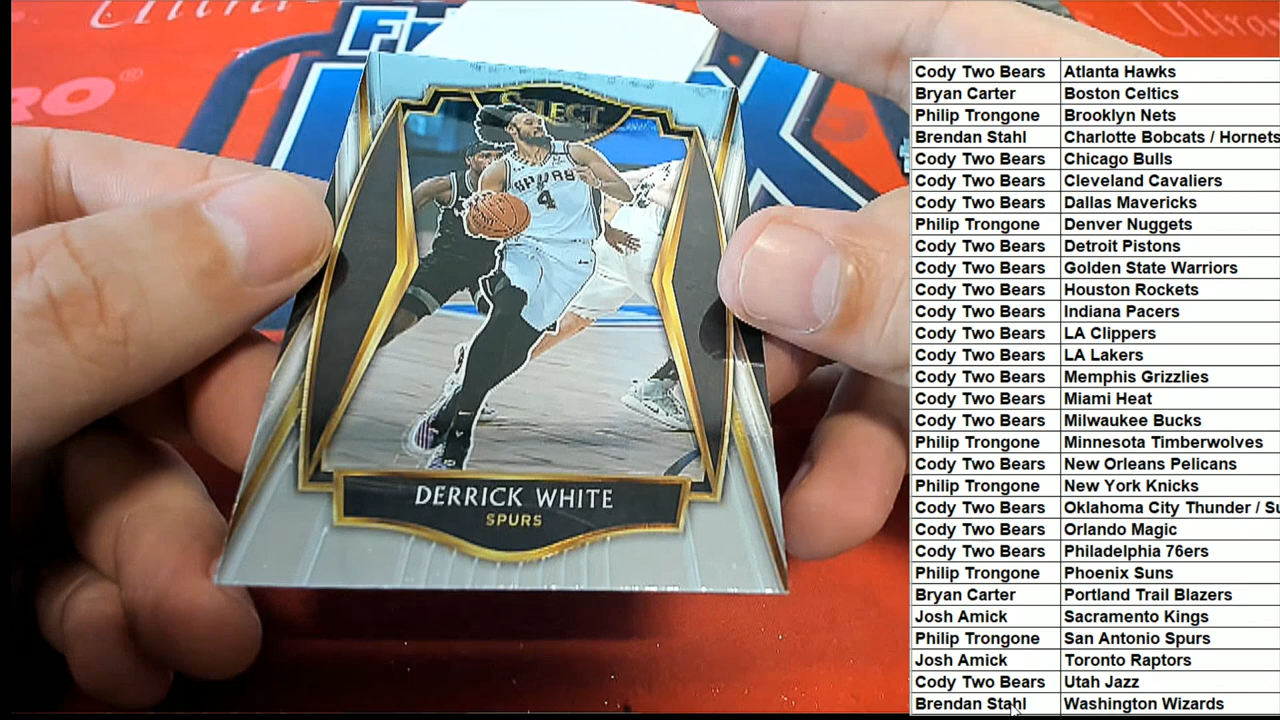 Ultra
PRO®
Fr
SELECT
SPURS
4
DERRICK WHITE
SPURS
Cody Two Bears Atlanta Hawks
Bryan Carter Boston Celtics
Philip Trongone Brooklyn Nets
Brendan Stahl Charlotte Bobcats / Hornets
Cody Two Bears Chicago Bulls
Cody Two Bears Cleveland Cavaliers
Cody Two Bears Dallas Mavericks
Philip Trongone Denver Nuggets
Cody Two Bears Detroit Pistons
Cody Two Bears Golden State Warriors
Cody Two Bears Houston Rockets
Cody Two Bears Indiana Pacers
Cody Two Bears LA Clippers
Cody Two Bears LA Lakers
Cody Two Bears Memphis Grizzlies
Cody Two Bears Miami Heat
Cody Two Bears Milwaukee Bucks
Philip Trongone Minnesota Timberwolves
Cody Two Bears New Orleans Pelicans
Philip Trongone New York Knicks
Cody Two Bears Oklahoma City Thunder / Su
Cody Two Bears Orlando Magic
Cody Two Bears Philadelphia 76ers
Philip Trongone Phoenix Suns
Bryan Carter Portland Trail Blazers
Josh Amick Sacramento Kings
Philip Trongone San Antonio Spurs
Josh Amick Toronto Raptors
Cody Two Bears Utah Jazz
Brendan Stahl Washington Wizards